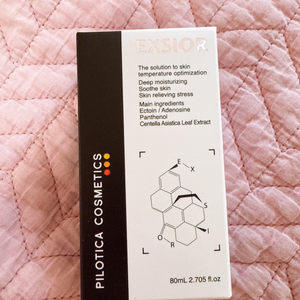 EXSIOR
The solution to skin
temperature optimization
Deep moisturizing
Soothe skin
Skin relieving stress
Main ingredients
Ectoin / Adenosine
Panthenol
Centella Asiatica Leaf Extract
E
X
S
I
O
R
80mL 2.705 fl.oz
PILOTICA COSMETICS